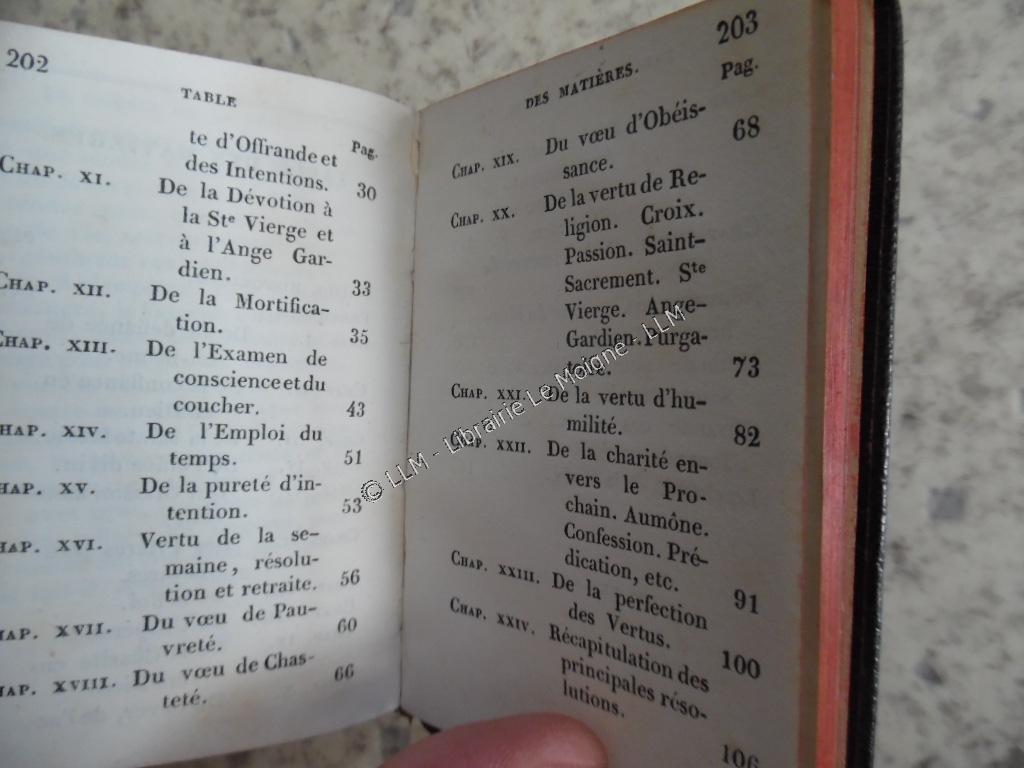 202
TABLE
Pag.
te d'Offrande et
des Intentions. 30
CHAP. XI. De la Dévotion à
la Ste Vierge et
à l'Ange Gar-
dien. 33
CHAP. XII. De la Mortifica-
tion. 35
CHAP. XIII. De l'Examen de
conscience et du
coucher. 43
CHAP. XIV. De l'Emploi du
temps. 51
HAP. XV. De la pureté d'in-
tention. 53
HAP. XVI. Vertu de la se-
maine, résolu-
tion et retraite. 56
HAP. XVII. Du vœu de Pau-
vreté. 60
HAP. XVIII. Du vœu de Chas-
teté. 66
203
DES MATIÈRES.
Pag.
CHAP. XIX. Du vœu d'Obéis-
sance. 68
CHAP. XX. De la vertu de Re-
ligion. Croix.
Passion. Saint-
Sacrement. Ste
Vierge. Ange-
Gardien. Purga-
toire. 73
CHAP. XXI. De la vertu d'hu-
milité. 82
CHAP. XXII. De la charité en-
vers le Pro-
chain. Aumône.
Confession. Pré-
dication, etc. 91
CHAP. XXIII. De la perfection
des Vertus. 100
CHAP. XXIV. Récapitulation des
principales réso-
lutions. 106
© LLM - Librairie Le Moigne - LLM